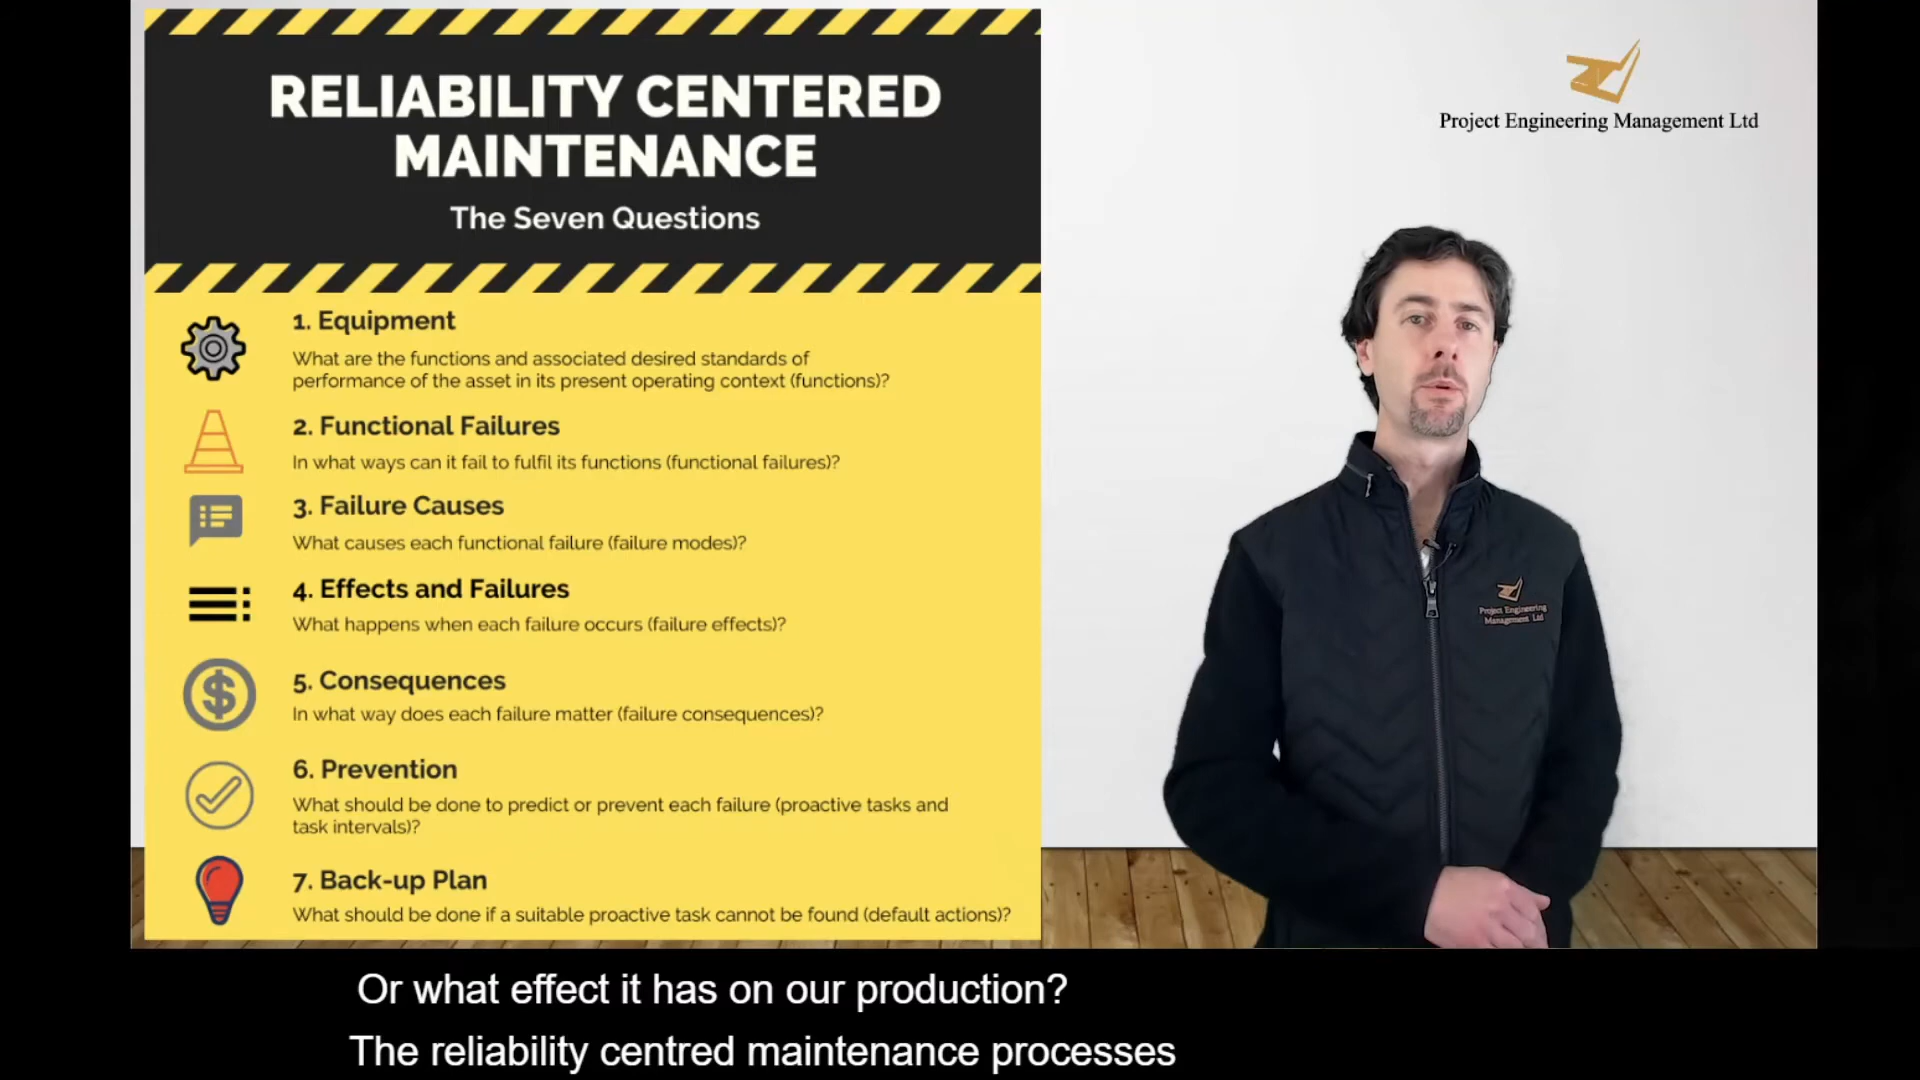 RELIABILITY CENTERED
MAINTENANCE
The Seven Questions
1. Equipment
What are the functions and associated desired standards of
performance of the asset in its present operating context (functions)?
2. Functional Failures
In what ways can it fail to fulfil its functions (functional failures)?
3. Failure Causes
What causes each functional failure (failure modes)?
4. Effects and Failures
What happens when each failure occurs (failure effects)?
5. Consequences
In what way does each failure matter (failure consequences)?
6. Prevention
What should be done to predict or prevent each failure (proactive tasks and
task intervals)?
7. Back-up Plan
What should be done if a suitable proactive task cannot be found (default actions)?
Project Engineering Management Ltd
Project Engineering
Management Ltd
Or what effect it has on our production?
The reliability centred maintenance processes